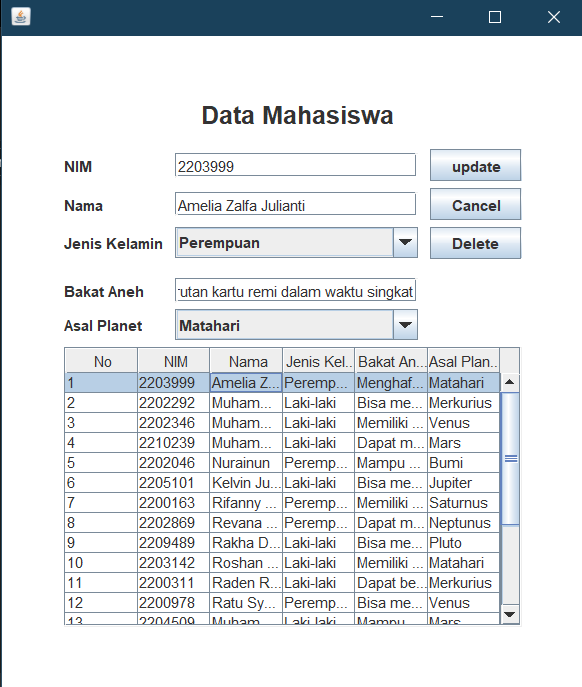 Data Mahasiswa
NIM 2203999 update
Nama Amelia Zalfa Julianti Cancel
Jenis Kelamin Perempuan Delete
Bakat Aneh rutan kartu remi dalam waktu singkat
Asal Planet Matahari
No NIM Nama Jenis Kel... Bakat An... Asal Plan...
1 2203999 Amelia Z... Peremp... Menghaf... Matahari
2 2202292 Muham... Laki-laki Bisa me... Merkurius
3 2202346 Muham... Laki-laki Memiliki ... Venus
4 2210239 Muham... Laki-laki Dapat m... Mars
5 2202046 Nurainun Peremp... Mampu ... Bumi
6 2205101 Kelvin Ju... Laki-laki Bisa me... Jupiter
7 2200163 Rifanny ... Peremp... Memiliki ... Saturnus
8 2202869 Revana ... Peremp... Dapat m... Neptunus
9 2209489 Rakha D... Laki-laki Bisa me... Pluto
10 2203142 Roshan ... Laki-laki Memiliki ... Matahari
11 2200311 Raden R... Laki-laki Dapat be... Merkurius
12 2200978 Ratu Sy... Peremp... Bisa me... Venus
13 2204509 Muham... Laki-laki Mampu ... Mars